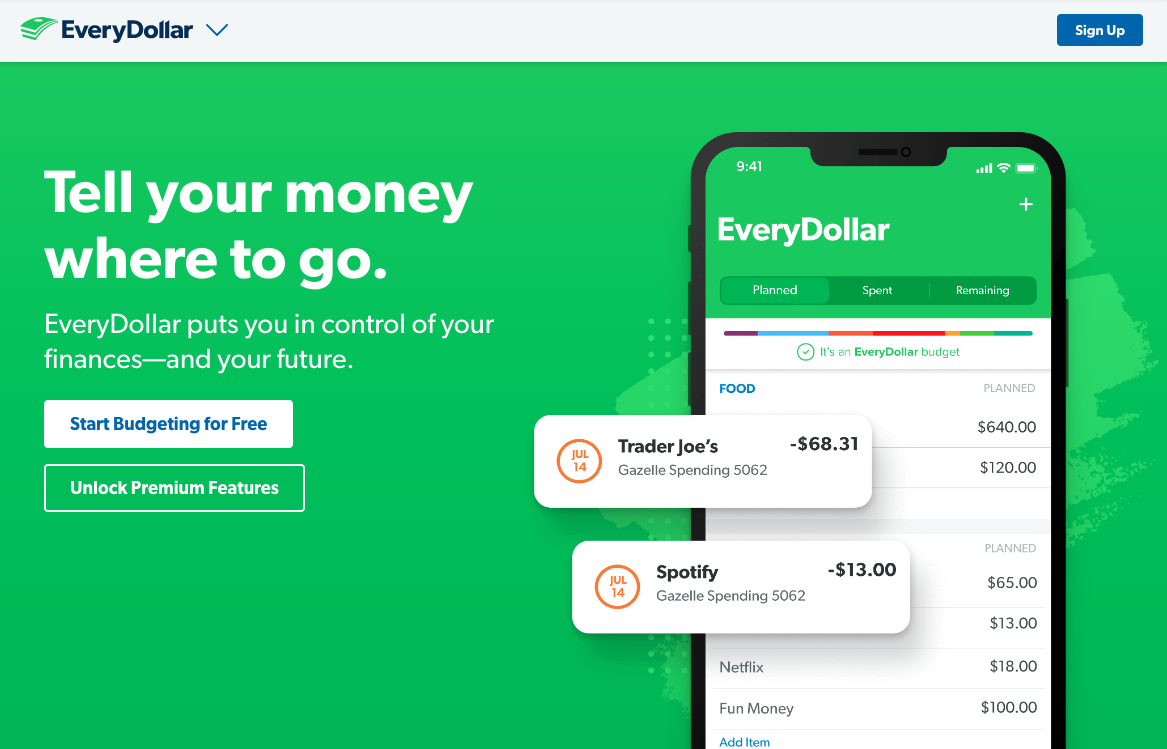 EveryDollar
Sign Up
Tell your money
where to go.
EveryDollar puts you in control of your
finances—and your future.
Start Budgeting for Free
Unlock Premium Features
9:41
+
EveryDollar
Planned Spent Remaining
It's an EveryDollar budget
FOOD PLANNED
$640.00
JUL
14
Trader Joe's -$68.31
Gazelle Spending 5062
$120.00
PLANNED
JUL
14
Spotify -$13.00
Gazelle Spending 5062
$65.00
$13.00
Netflix $18.00
Fun Money $100.00
Add Item